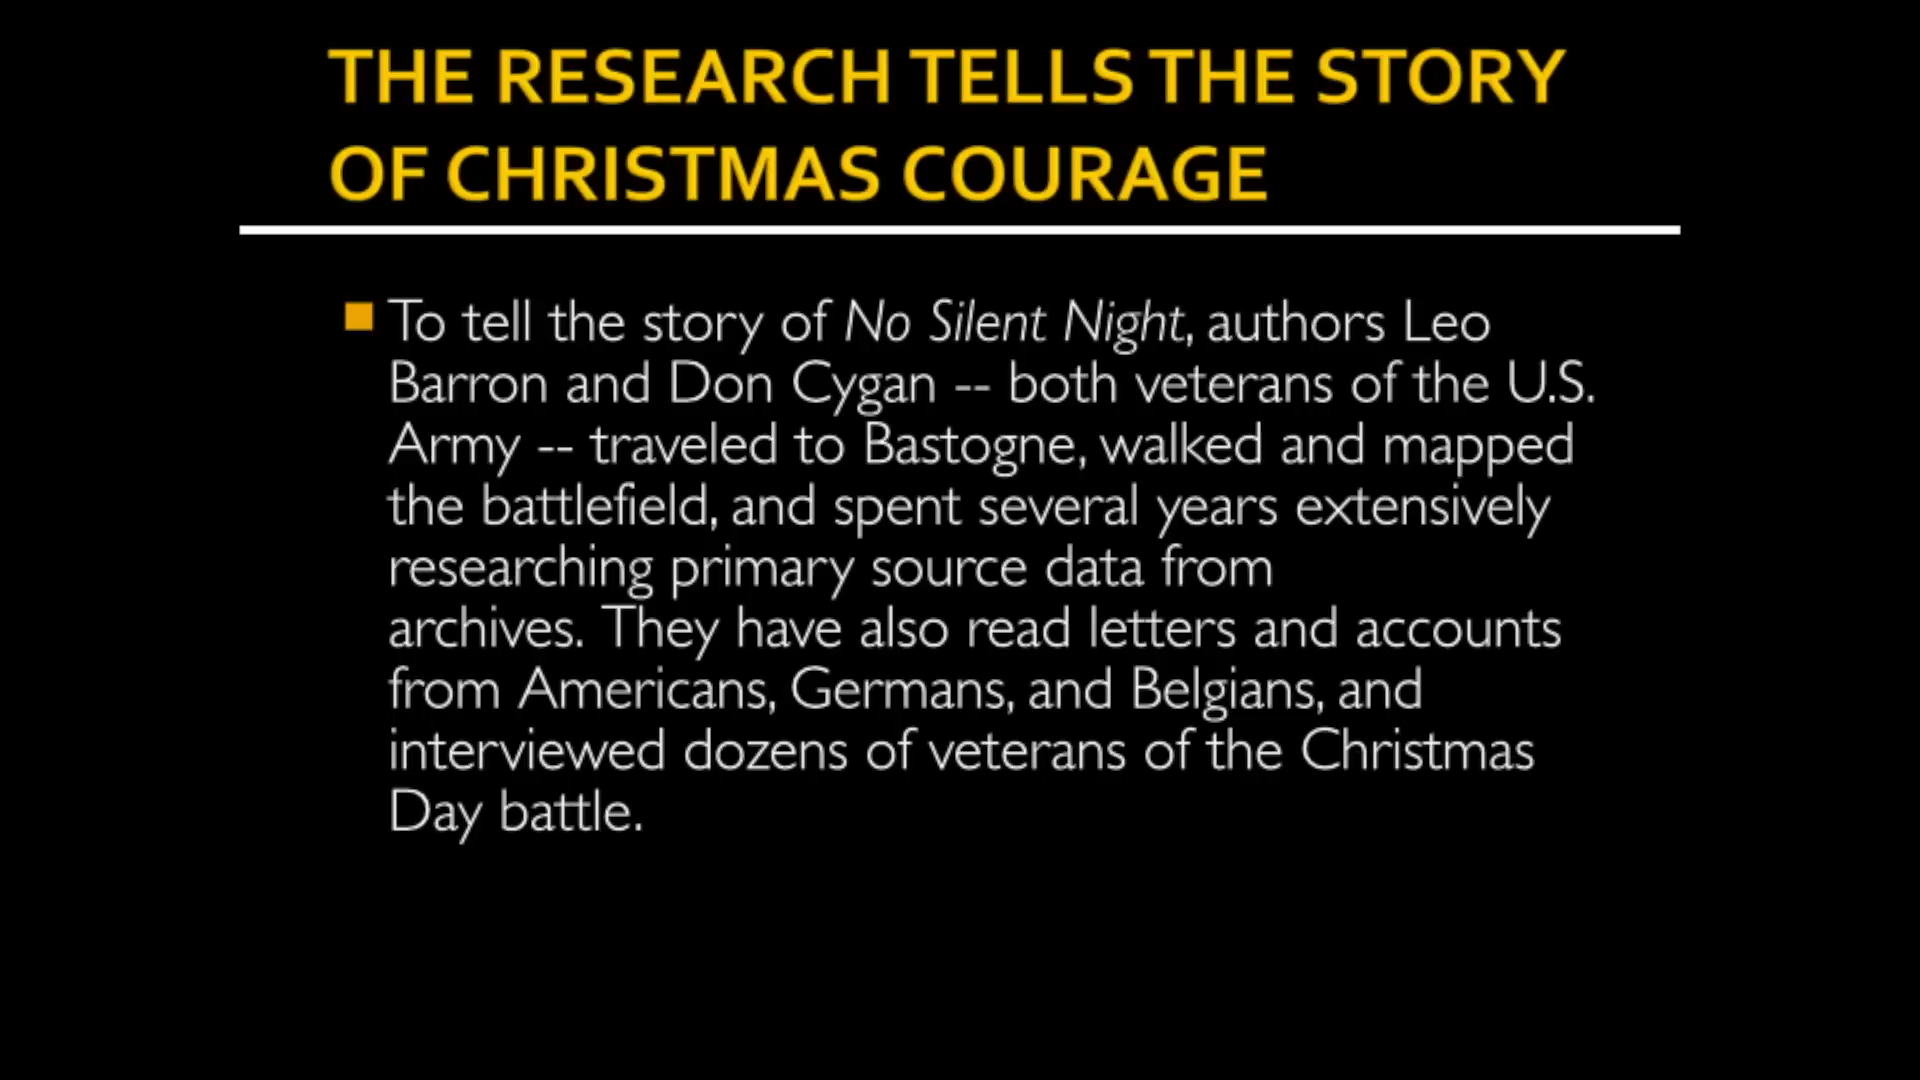 THE RESEARCH TELLS THE STORY
OF CHRISTMAS COURAGE
To tell the story of No Silent Night, authors Leo
Barron and Don Cygan -- both veterans of the U.S.
Army -- traveled to Bastogne, walked and mapped
the battlefield, and spent several years extensively
researching primary source data from
archives. They have also read letters and accounts
from Americans, Germans, and Belgians, and
interviewed dozens of veterans of the Christmas
Day battle.